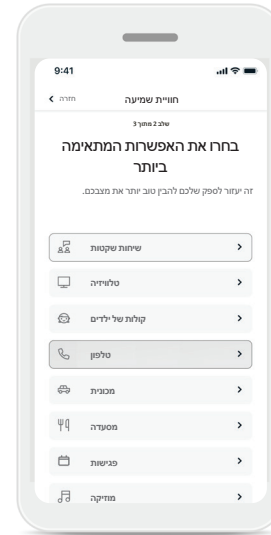 9:41
חזרה
חוויית שמיעה
שלב 2 מתוך 3
בחרו את האפשרות המתאימה
ביותר
זה יעזור לספק שלכם להבין טוב יותר את מצבכם.
שיחות שקטות
טלוויזיה
קולות של ילדים
טלפון
מכונית
מסעדה
פגישות
מוזיקה